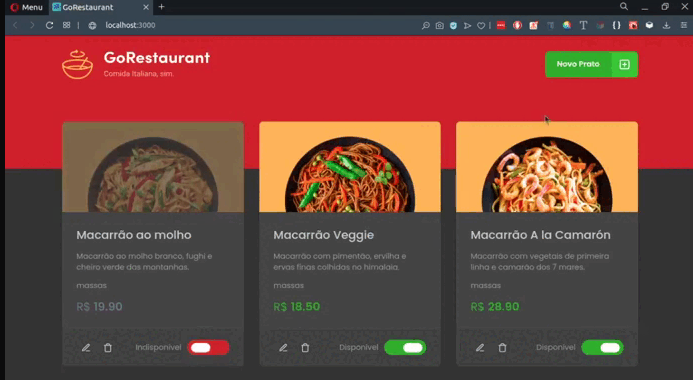 Menu
GoRestaurant
localhost:3000
GoRestaurant
Comida Italiana, sim.
Novo Prato
Macarrão ao molho
Macarrão ao molho branco, fughi e
cheiro verde das montanhas.
massas
R$ 19.90
Indisponível
Macarrão Veggie
Macarrão com pimentão, ervilha e
ervas finas colhidas no himalaia.
massas
R$ 18.50
Disponível
Macarrão A la Camarón
Macarrão com vegetais de primeira
linha e camarão dos 7 mares.
massas
R$ 28.90
Disponível